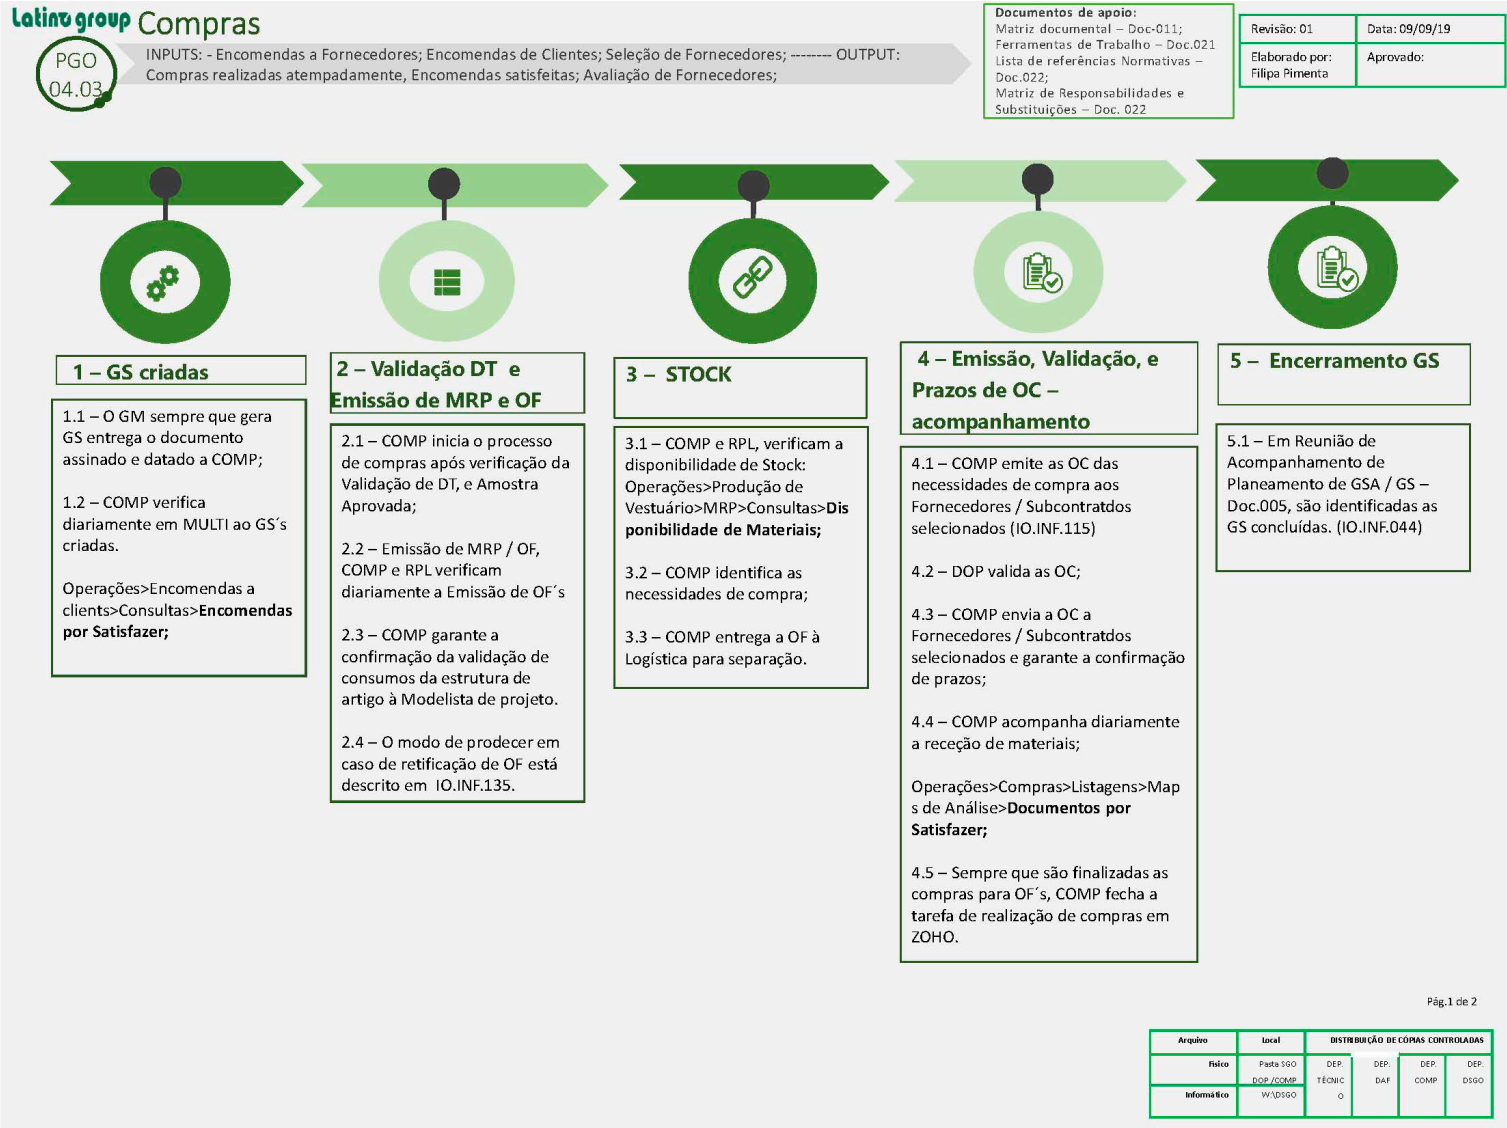 Latino group Compras
PGO
04.03
INPUTS: - Encomendas a Fornecedores; Encomendas de Clientes; Seleção de Fornecedores; -------- OUTPUT:
Compras realizadas atempadamente, Encomendas satisfeitas; Avaliação de Fornecedores;
Documentos de apoio:
Matriz documental – Doc-011;
Ferramentas de Trabalho – Doc.021
Lista de referências Normativas –
Doc.022;
Matriz de Responsabilidades e
Substituições – Doc. 022
Revisão: 01
Data: 09/09/19
Elaborado por:
Filipa Pimenta
Aprovado:
1 – GS criadas
1.1 – O GM sempre que gera
GS entrega o documento
assinado e datado a COMP;
1.2 – COMP verifica
diariamente em MULTI ao GS´s
criadas.
Operações>Encomendas a
clients>Consultas>Encomendas
por Satisfazer;
2 – Validação DT e
Emissão de MRP e OF
2.1 – COMP inicia o processo
de compras após verificação da
Validação de DT, e Amostra
Aprovada;
2.2 – Emissão de MRP / OF,
COMP e RPL verificam
diariamente a Emissão de OF´s
2.3 – COMP garante a
confirmação da validação de
consumos da estrutura de
artigo à Modelista de projeto.
2.4 – O modo de prodecer em
caso de retificação de OF está
descrito em IO.INF.135.
3 – STOCK
3.1 – COMP e RPL, verificam a
disponibilidade de Stock:
Operações>Produção de
Vestuário>MRP>Consultas>Dis
ponibilidade de Materiais;
3.2 – COMP identifica as
necessidades de compra;
3.3 – COMP entrega a OF à
Logística para separação.
4 – Emissão, Validação, e
Prazos de OC –
acompanhamento
4.1 – COMP emite as OC das
necessidades de compra aos
Fornecedores / Subcontratdos
selecionados (IO.INF.115)
4.2 – DOP valida as OC;
4.3 – COMP envia a OC a
Fornecedores / Subcontratdos
selecionados e garante a confirmação
de prazos;
4.4 – COMP acompanha diariamente
a receção de materiais;
Operações>Compras>Listagens>Map
s de Análise>Documentos por
Satisfazer;
4.5 – Sempre que são finalizadas as
compras para OF´s, COMP fecha a
tarefa de realização de compras em
ZOHO.
5 – Encerramento GS
5.1 – Em Reunião de
Acompanhamento de
Planeamento de GSA / GS –
Doc.005, são identificadas as
GS concluídas. (IO.INF.044)
Pág.1 de 2
Arquivo
Local
DISTRIBUIÇÃO DE CÓPIAS CONTROLADAS
Físico
Pasta SGO
DOP /COMP
DEP.
TÉCNIC
O
DEP.
DAF
DEP.
COMP
DEP.
DSGO
Informático
W:\DSGO